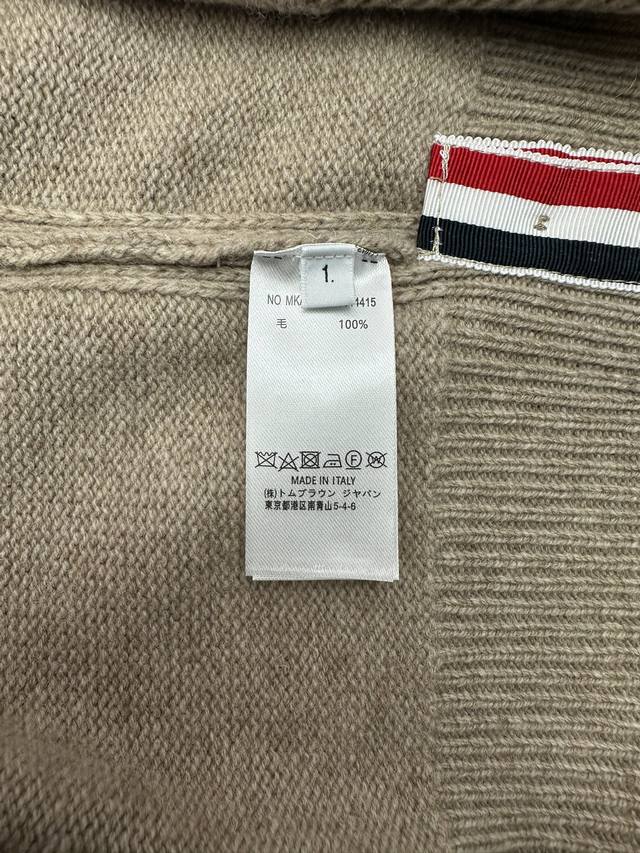 1.
NO MK 4415
毛 100%
MADE IN ITALY
(株)トムブラウン ジャパン
東京都港区南青山5-4-6